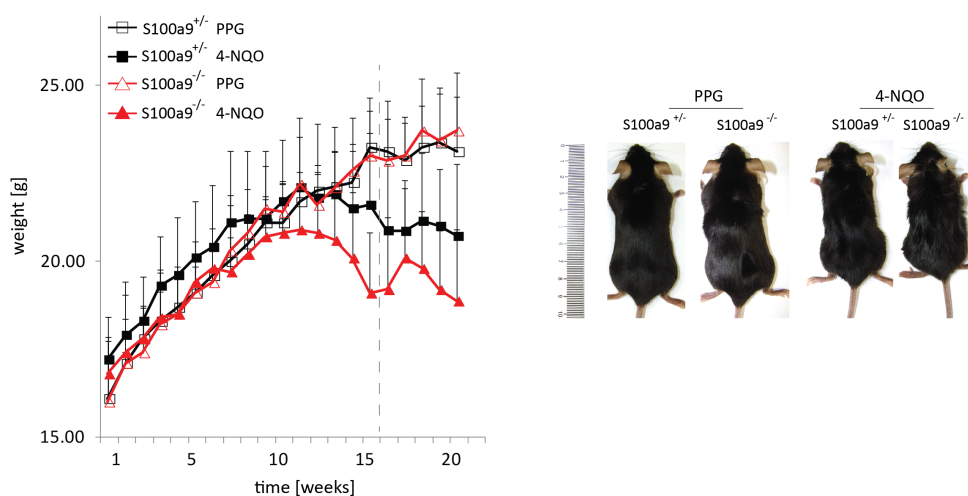 S100a9+/- PPG
S100a9+/- 4-NQO
S100a9-/- PPG
S100a9-/- 4-NQO
25.00
20.00
15.00
weight [g]
1 5 10 15 20
time [weeks]
PPG 4-NQO
S100a9+/- S100a9-/- S100a9+/- S100a9-/-